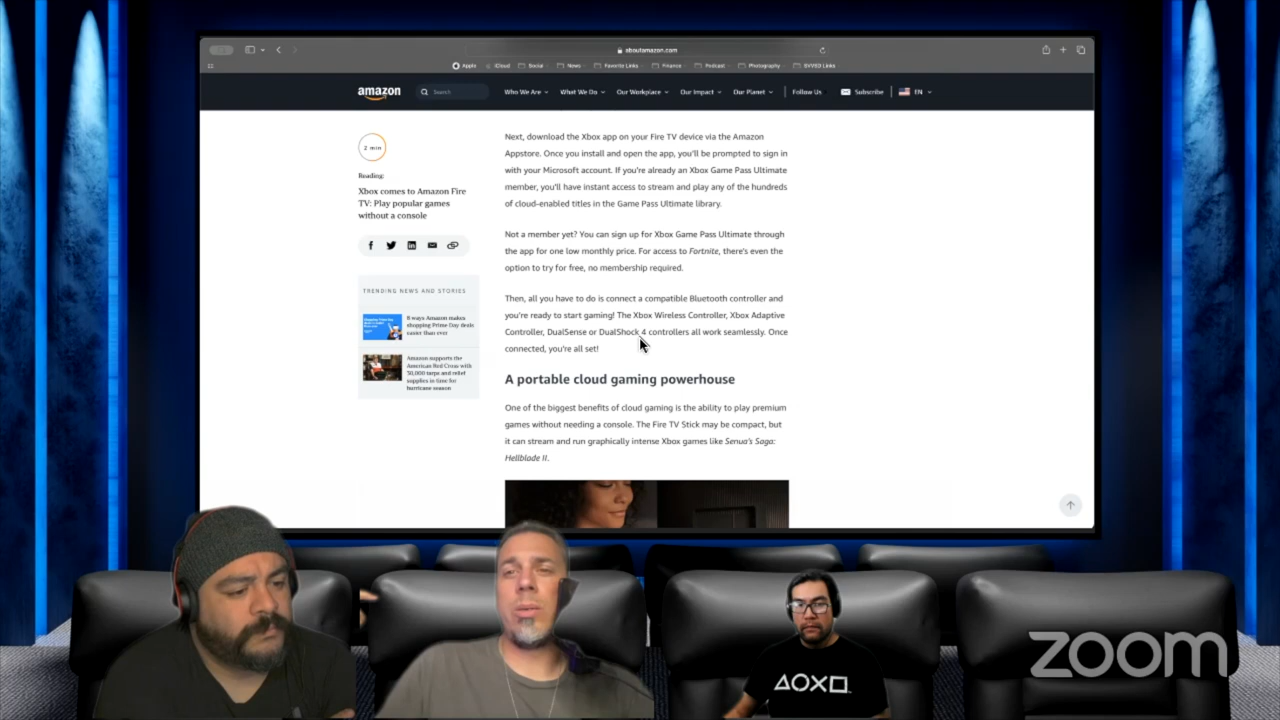 aboutamazon.com
Apple iCloud Social News Favorite Links Finance Podcast Photography SVVEO Links
amazon Search Who We Are What We Do Our Workplace Our Impact Our Planet Follow Us Subscribe EN
2 min
Reading:
Xbox comes to Amazon Fire
TV: Play popular games
without a console
TRENDING NEWS AND STORIES
8 ways Amazon makes
shopping Prime Day deals
easier than ever
Amazon supports the
American Red Cross with
30,000 tarps and relief
supplies in time for
hurricane season
Next, download the Xbox app on your Fire TV device via the Amazon
Appstore. Once you install and open the app, you'll be prompted to sign in
with your Microsoft account. If you're already an Xbox Game Pass Ultimate
member, you'll have instant access to stream and play any of the hundreds
of cloud-enabled titles in the Game Pass Ultimate library.
Not a member yet? You can sign up for Xbox Game Pass Ultimate through
the app for one low monthly price. For access to Fortnite, there's even the
option to try for free, no membership required.
Then, all you have to do is connect a compatible Bluetooth controller and
you're ready to start gaming! The Xbox Wireless Controller, Xbox Adaptive
Controller, DualSense or DualShock 4 controllers all work seamlessly. Once
connected, you're all set!
A portable cloud gaming powerhouse
One of the biggest benefits of cloud gaming is the ability to play premium
games without needing a console. The Fire TV Stick may be compact, but
it can stream and run graphically intense Xbox games like Senua's Saga:
Hellblade II.
zoom